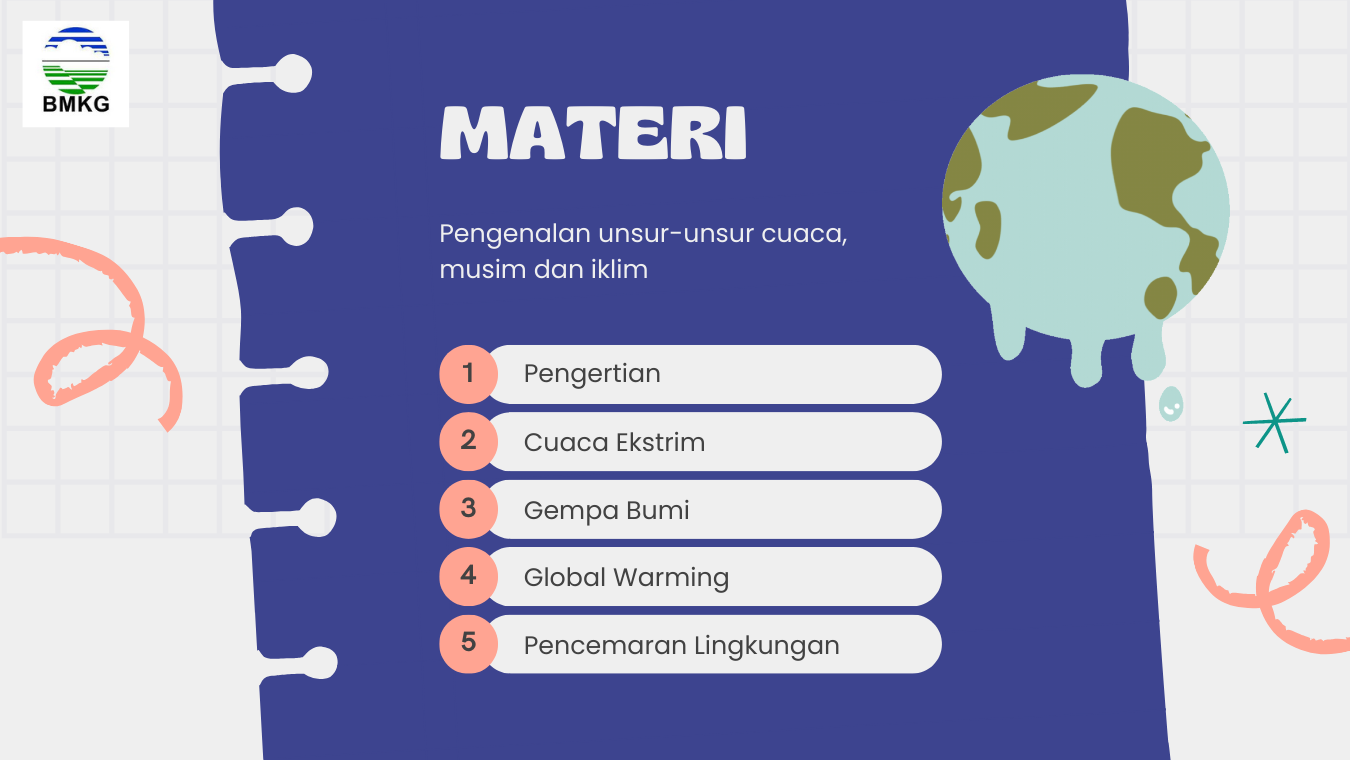 BMKG
MATERI
Pengenalan unsur-unsur cuaca,
musim dan iklim
1 Pengertian
2 Cuaca Ekstrim
3 Gempa Bumi
4 Global Warming
5 Pencemaran Lingkungan